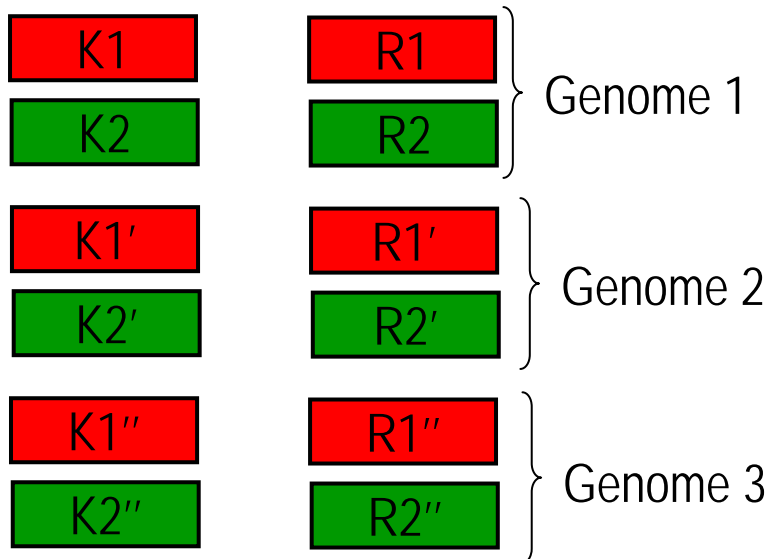 K1 R1
Genome 1
K2 R2
K1′ R1′
Genome 2
K2′ R2′
K1″ R1″
Genome 3
K2″ R2″